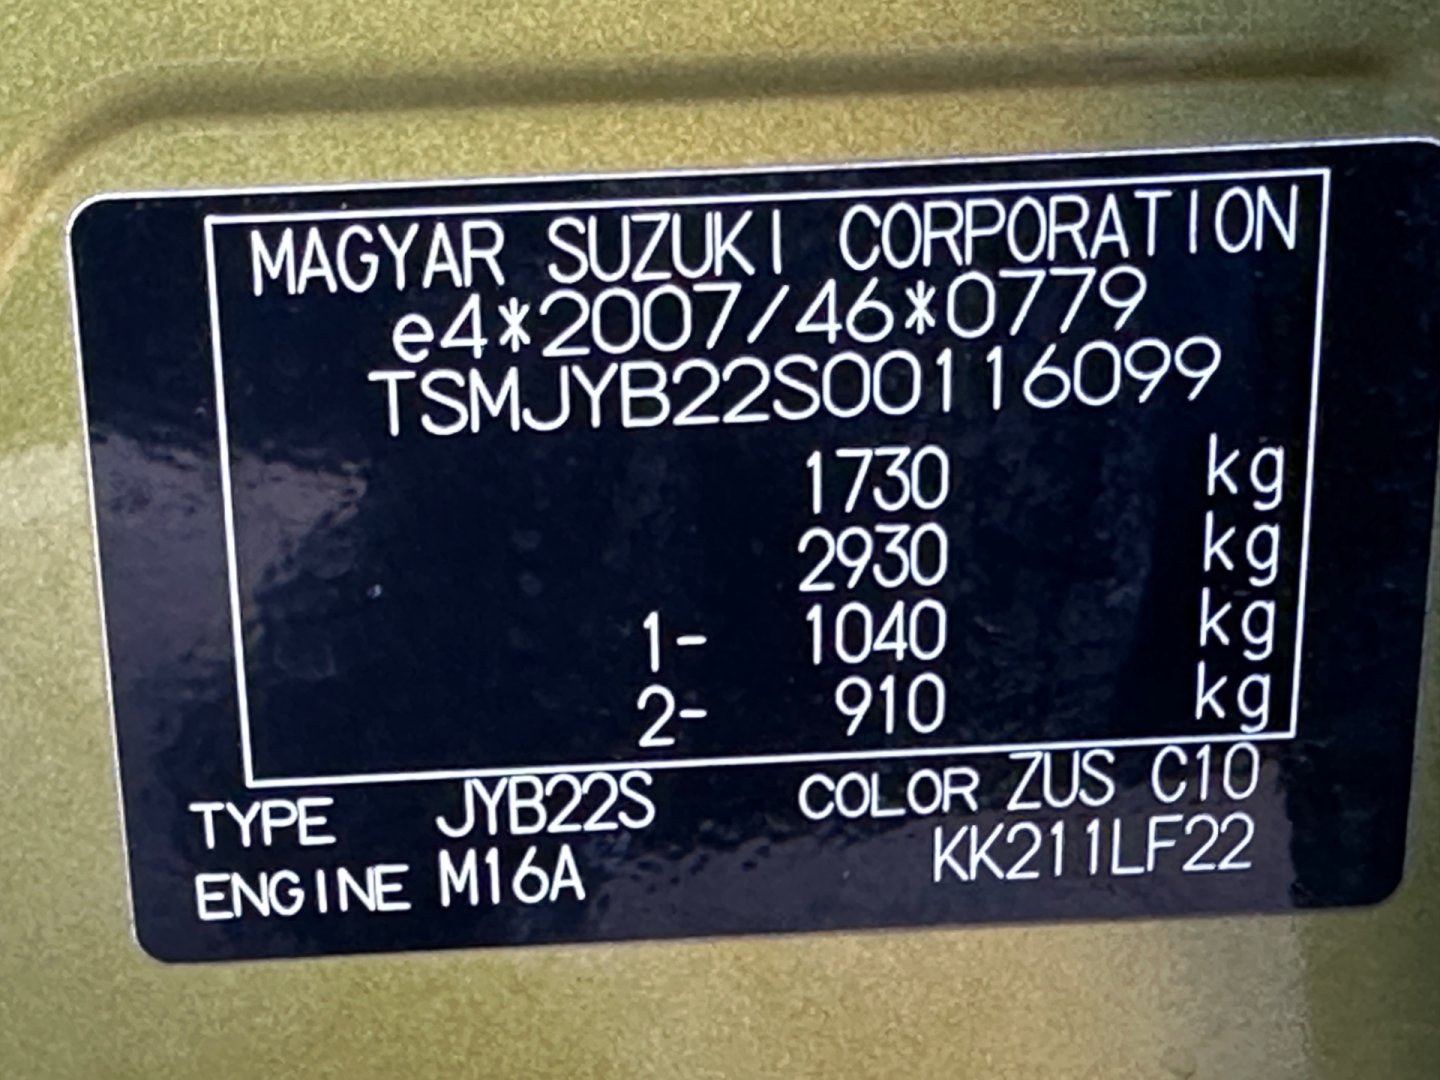 MAGYAR SUZUKI CORPORATION
e4*2007/46*0779
TSMJYB22S00116099
1730 kg
2930 kg
1- 1040 kg
2- 910 kg
TYPE JYB22S COLOR ZUS C10
ENGINE M16A KK211LF22